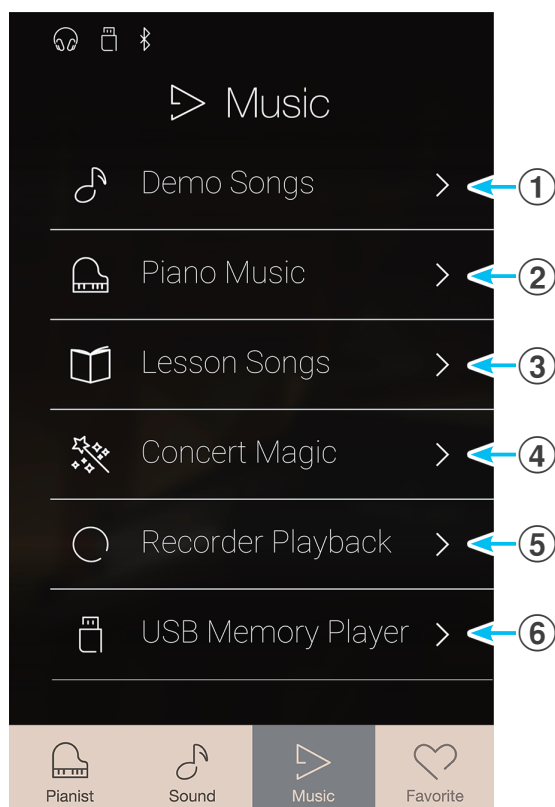 Music
Demo Songs
1
Piano Music
2
Lesson Songs
3
Concert Magic
4
Recorder Playback
5
USB Memory Player
6
Pianist
Sound
Music
Favorite